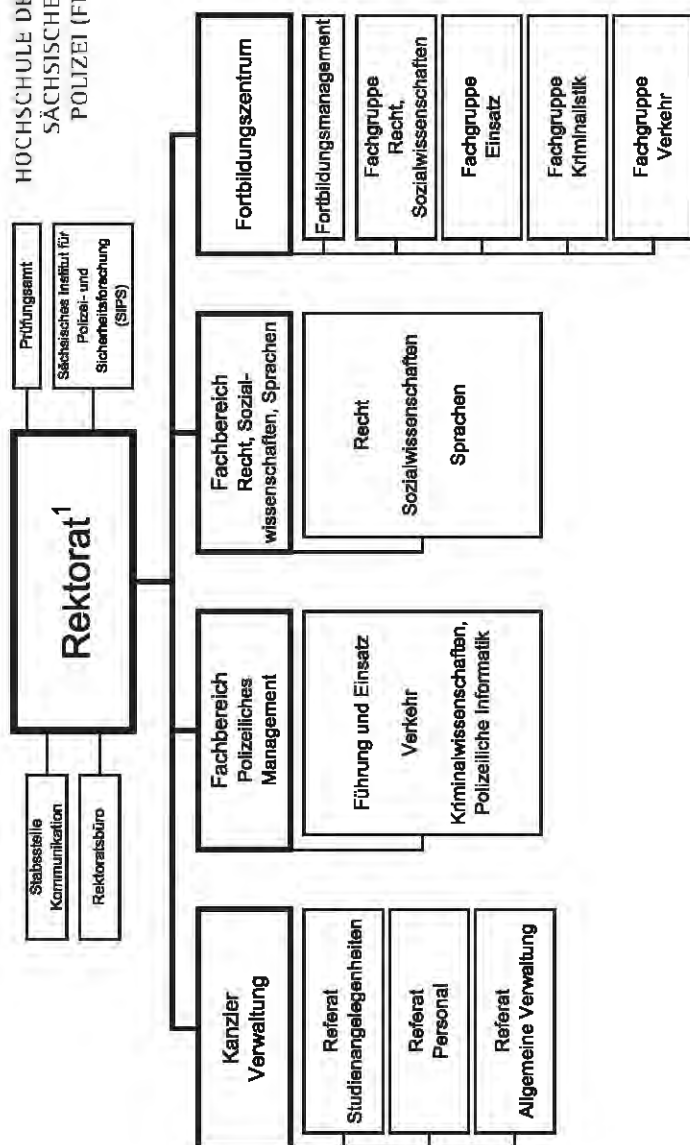 HOCHSCHULE
SÄCHSISCHE
POLIZEI
Stabsstelle
Kommunikation
Rektoratsbüro
Rektorat¹
Prüfungsamt
Sächsisches Institut für
Polizei- und
Sicherheitsforschung
(SIPS)
Kanzler
Verwaltung
Referat
Studienangelegenheiten
Referat
Personal
Referat
Allgemeine Verwaltung
Fachbereich
Polizeiliches
Management
Führung und Einsatz
Verkehr
Kriminalwissenschaften,
Polizeiliche Informatik
Fachbereich
Recht, Sozial-
wissenschaften, Sprachen
Recht
Sozialwissenschaften
Sprachen
Fortbildungszentrum
Fortbildungsmanagement
Fachgruppe
Recht,
Sozialwissenschaften
Fachgruppe
Einsatz
Fachgruppe
Kriminalistik
Fachgruppe
Verkehr